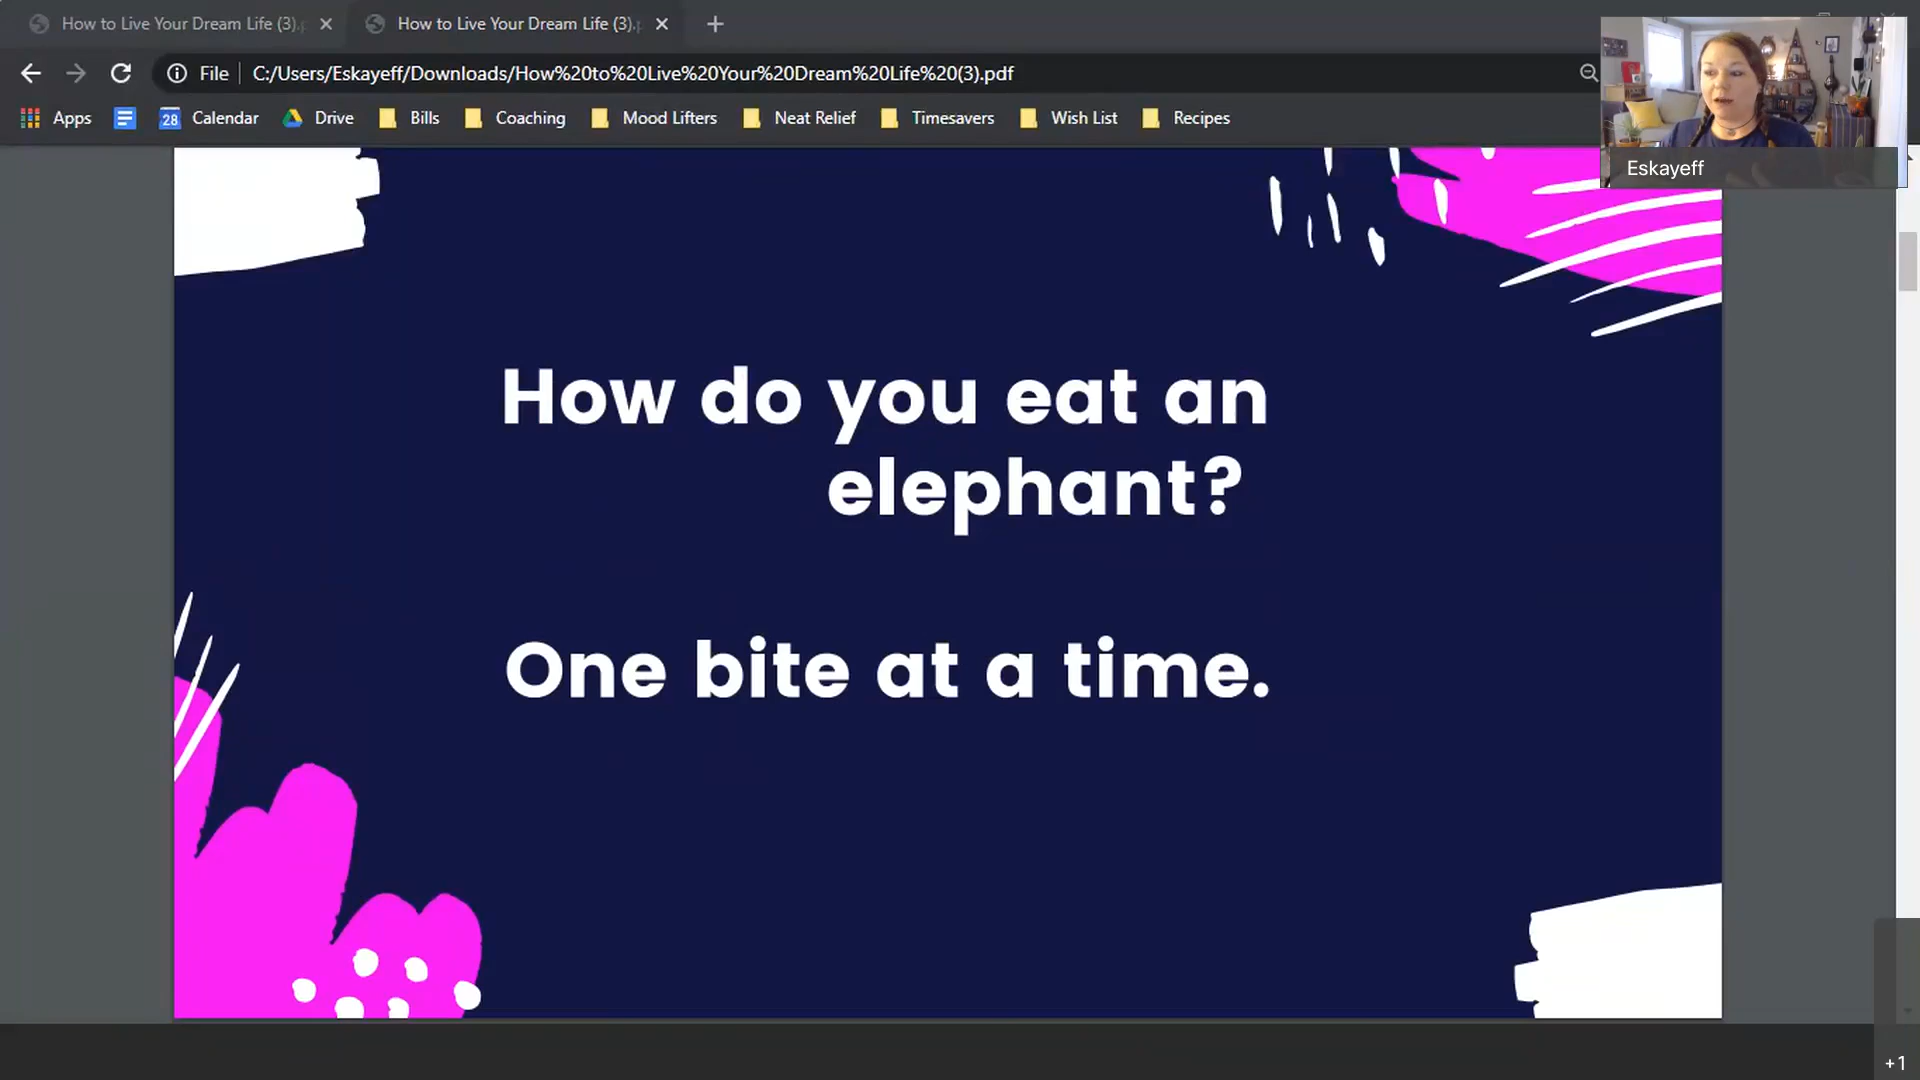 How to Live Your Dream Life (3).p
How to Live Your Dream Life (3).p
File C:/Users/Eskayeff/Downloads/How%20to%20Live%20Your%20Dream%20Life%20(3).pdf
Apps 28 Calendar Drive Bills Coaching Mood Lifters Neat Relief Timesavers Wish List Recipes
Eskayeff
How do you eat an
elephant?
One bite at a time.
+1